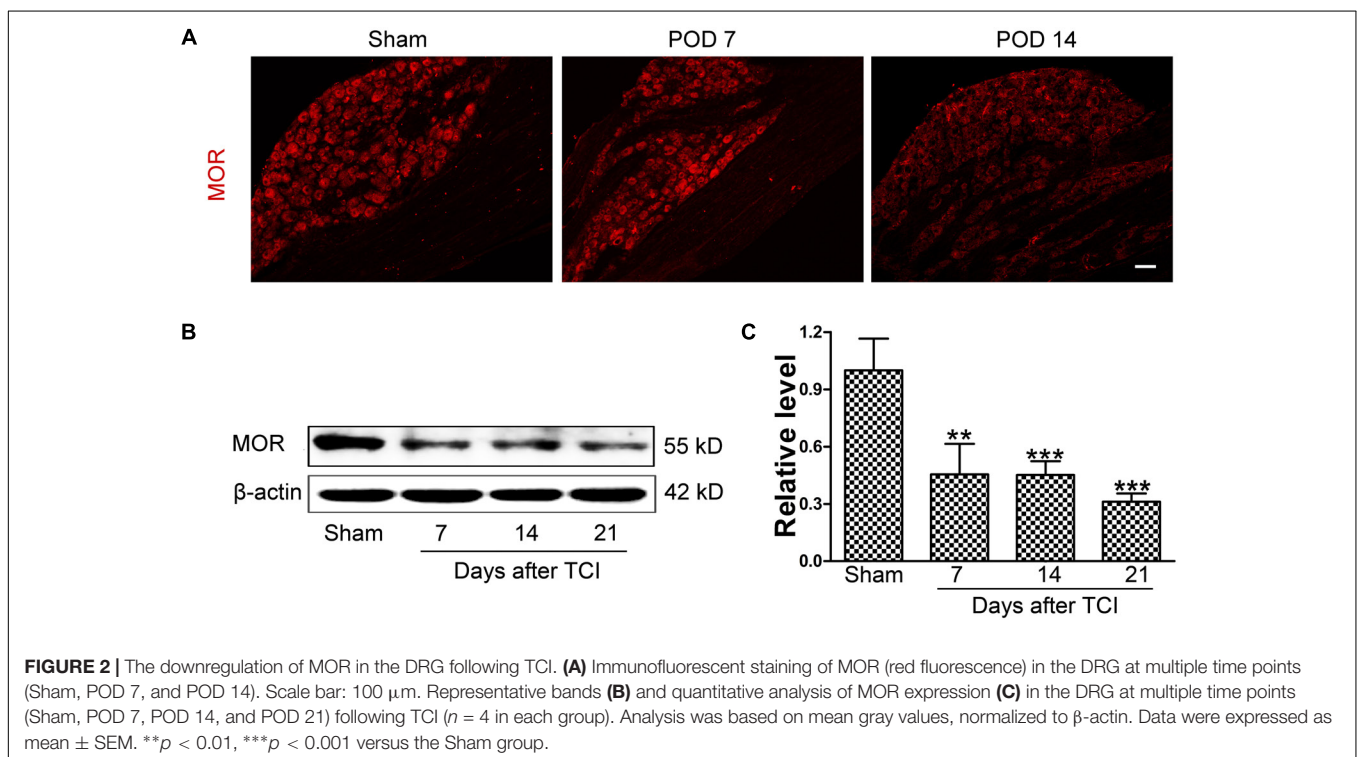 A
Sham POD 7 POD 14
MOR
B
MOR 55 kD
β-actin 42 kD
Sham 7 14 21
Days after TCI
C
Relative level
1.2
0.9
0.6
0.3
0.0
** *** ***
Sham 7 14 21
Days after TCI
FIGURE 2 | The downregulation of MOR in the DRG following TCI. (A) Immunofluorescent staining of MOR (red fluorescence) in the DRG at multiple time points
(Sham, POD 7, and POD 14). Scale bar: 100 μm. Representative bands (B) and quantitative analysis of MOR expression (C) in the DRG at multiple time points
(Sham, POD 7, POD 14, and POD 21) following TCI (n = 4 in each group). Analysis was based on mean gray values, normalized to β-actin. Data were expressed as
mean ± SEM. **p < 0.01, ***p < 0.001 versus the Sham group.